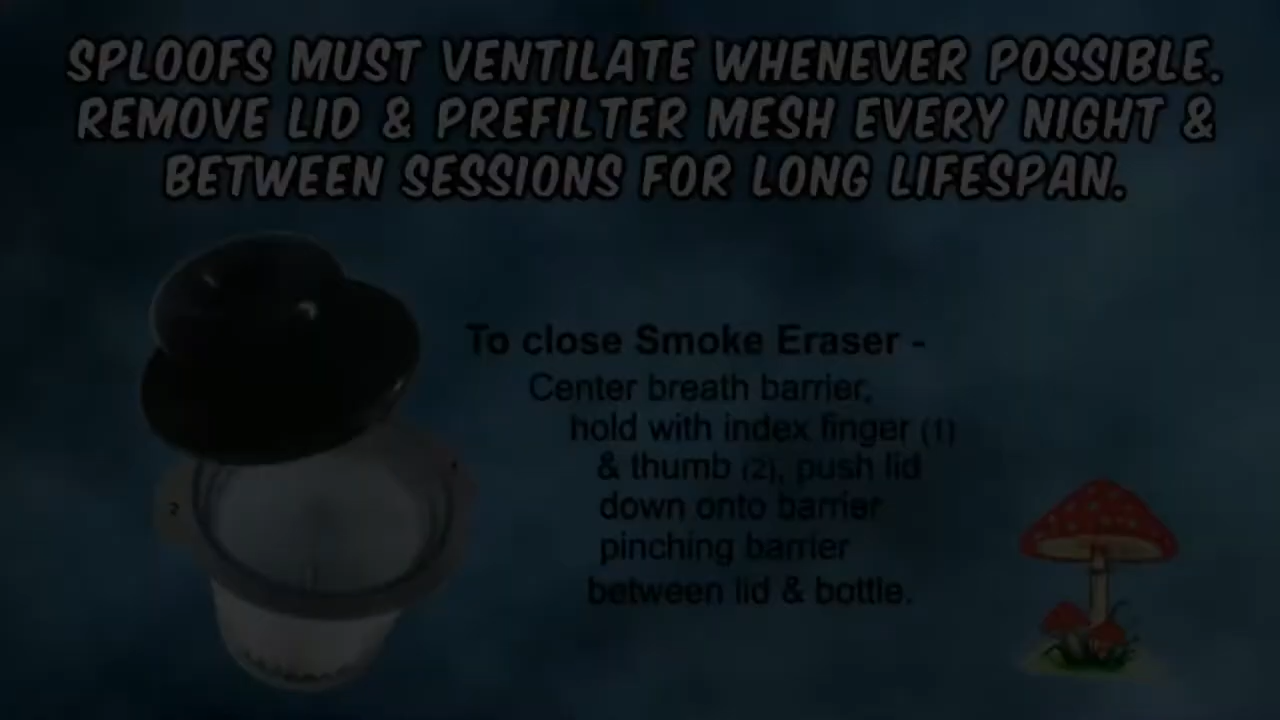 SPLOOFS MUST VENTILATE WHENEVER POSSIBLE.
REMOVE LID & PREFILTER MESH EVERY NIGHT &
BETWEEN SESSIONS FOR LONG LIFESPAN.
To close Smoke Eraser -
Center breath barrier,
hold with index finger (1)
& thumb (2), push lid
down onto barrier
pinching barrier
between lid & bottle.
2